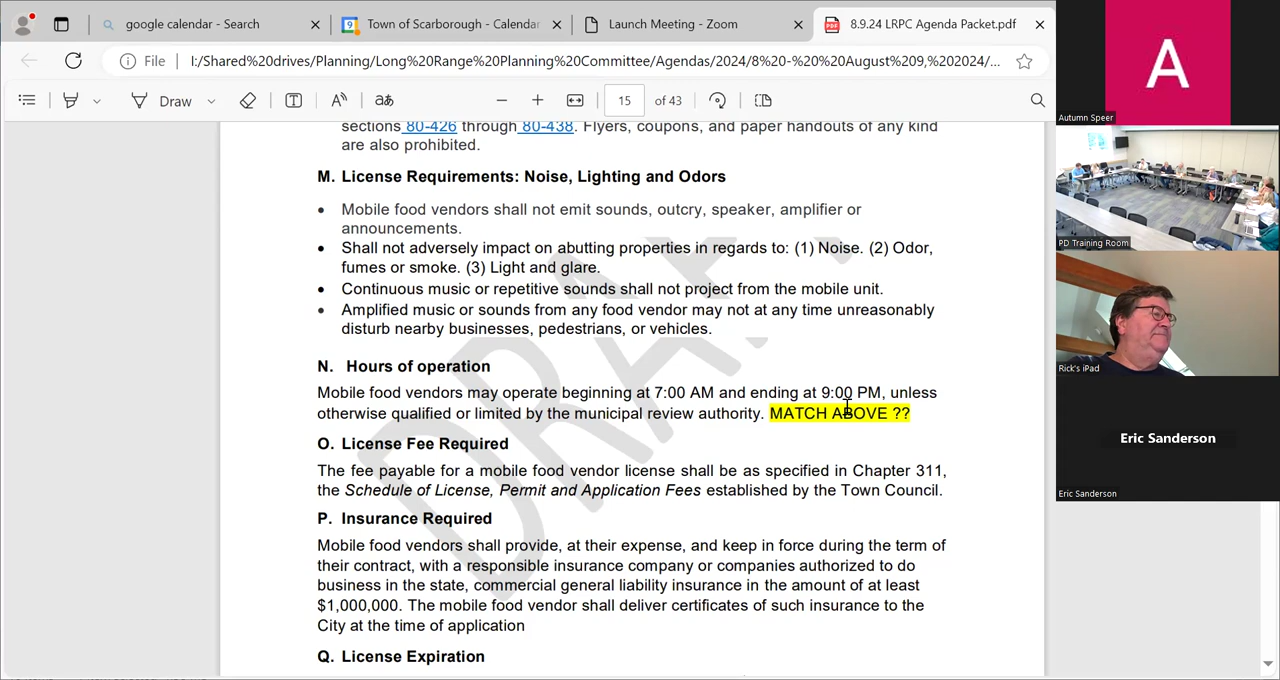 google calendar - Search
Town of Scarborough - Calendar
Launch Meeting - Zoom
8.9.24 LRPC Agenda Packet.pdf
File
I:/Shared%20drives/Planning/Long%20Range%20Planning%20Committee/Agendas/2024/8%20-%20%20August%209,%202024/...
Draw
15 of 43
sections 80-426 through 80-438. Flyers, coupons, and paper handouts of any kind
are also prohibited.
M. License Requirements: Noise, Lighting and Odors
• Mobile food vendors shall not emit sounds, outcry, speaker, amplifier or
announcements.
• Shall not adversely impact on abutting properties in regards to: (1) Noise. (2) Odor,
fumes or smoke. (3) Light and glare.
• Continuous music or repetitive sounds shall not project from the mobile unit.
• Amplified music or sounds from any food vendor may not at any time unreasonably
disturb nearby businesses, pedestrians, or vehicles.
N. Hours of operation
Mobile food vendors may operate beginning at 7:00 AM and ending at 9:00 PM, unless
otherwise qualified or limited by the municipal review authority. MATCH ABOVE ??
O. License Fee Required
The fee payable for a mobile food vendor license shall be as specified in Chapter 311,
the Schedule of License, Permit and Application Fees established by the Town Council.
P. Insurance Required
Mobile food vendors shall provide, at their expense, and keep in force during the term of
their contract, with a responsible insurance company or companies authorized to do
business in the state, commercial general liability insurance in the amount of at least
$1,000,000. The mobile food vendor shall deliver certificates of such insurance to the
City at the time of application
Q. License Expiration
DRAFT
A
Autumn Speer
PD Training Room
Rick's iPad
Eric Sanderson
Eric Sanderson